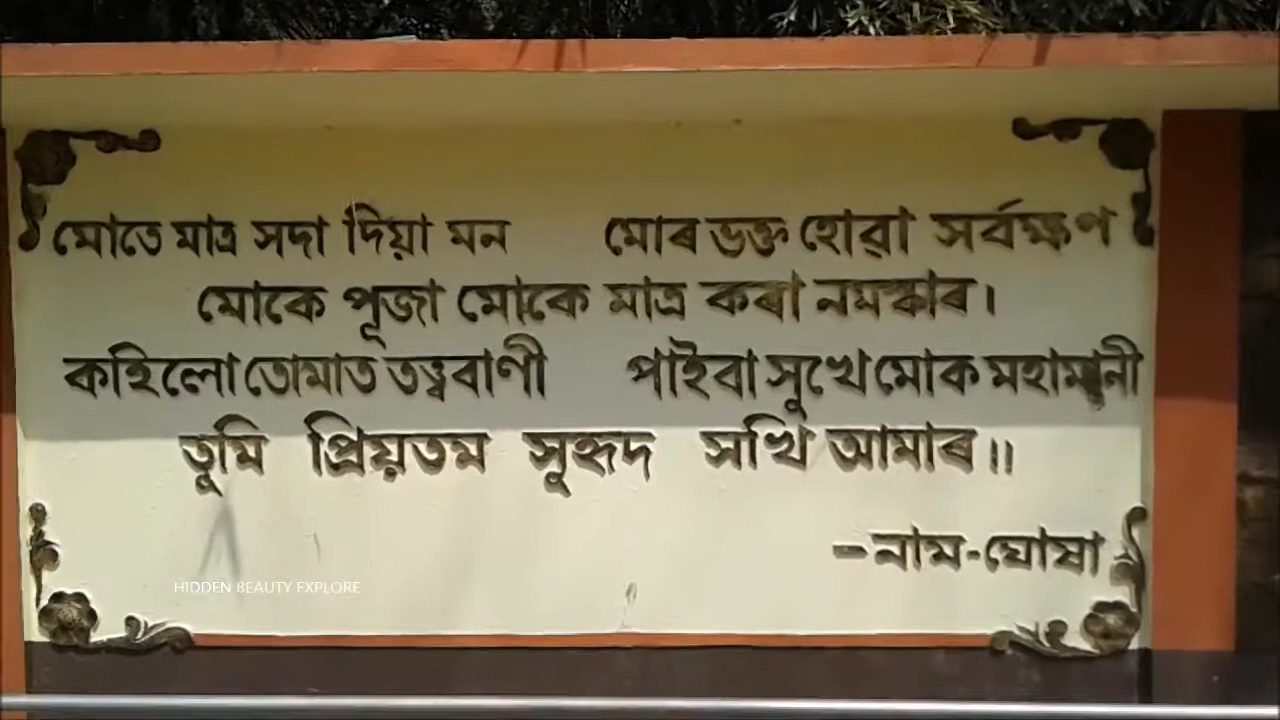 মোতে মাত্ৰ সদা দিয়া মন মোৰ ভক্ত হোৱা সৰ্বক্ষণ
মোকে পূজা মোকে মাত্ৰ কৰা নমস্কাৰ।
কহিলো তোমাত তত্ত্ববাণী পাইবা সুখে মোক মহামানী
তুমি প্ৰিয়তম সুহৃদ সখি আমাৰ॥
–নাম-ঘোষা
HIDDEN BEAUTY EXPLORE